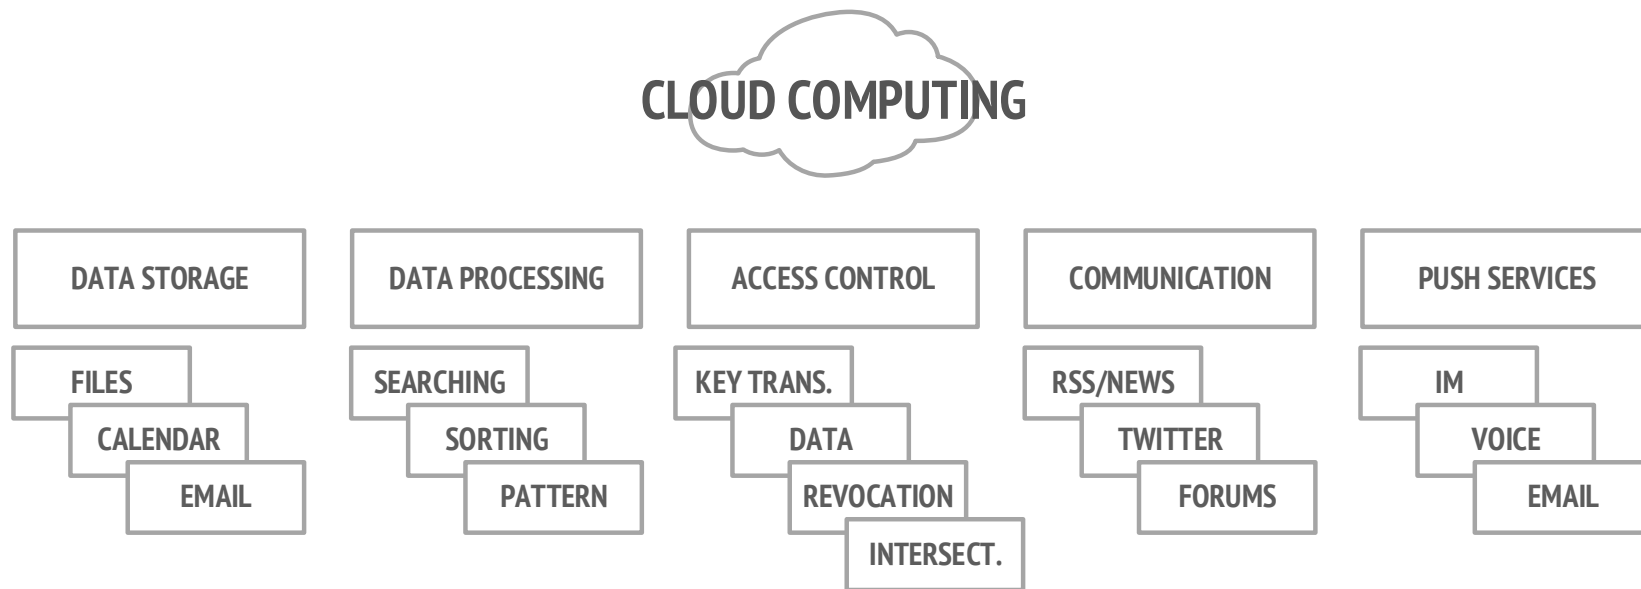 CLOUD COMPUTING
DATA STORAGE
DATA PROCESSING
ACCESS CONTROL
COMMUNICATION
PUSH SERVICES
FILES
CALENDAR
EMAIL
SEARCHING
SORTING
PATTERN
KEY TRANS.
DATA
REVOCATION
INTERSECT.
RSS/NEWS
TWITTER
FORUMS
IM
VOICE
EMAIL